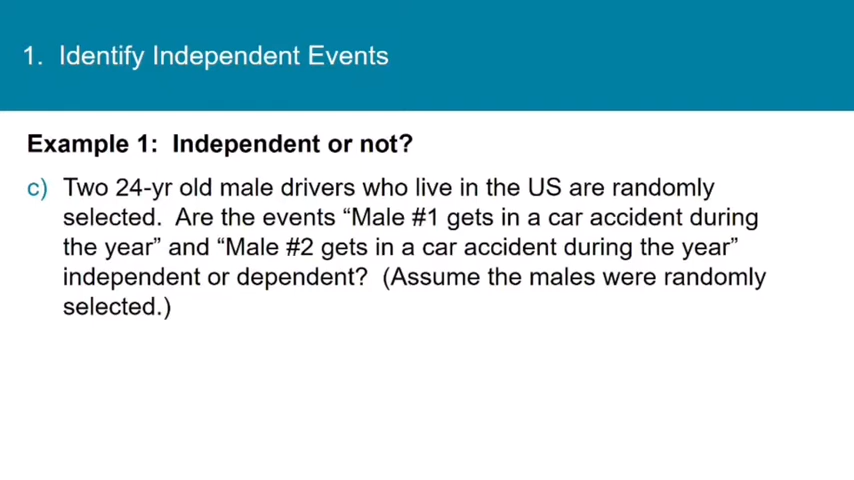 1. Identify Independent Events
Example 1: Independent or not?
c) Two 24-yr old male drivers who live in the US are randomly
selected. Are the events “Male #1 gets in a car accident during
the year” and “Male #2 gets in a car accident during the year”
independent or dependent? (Assume the males were randomly
selected.)